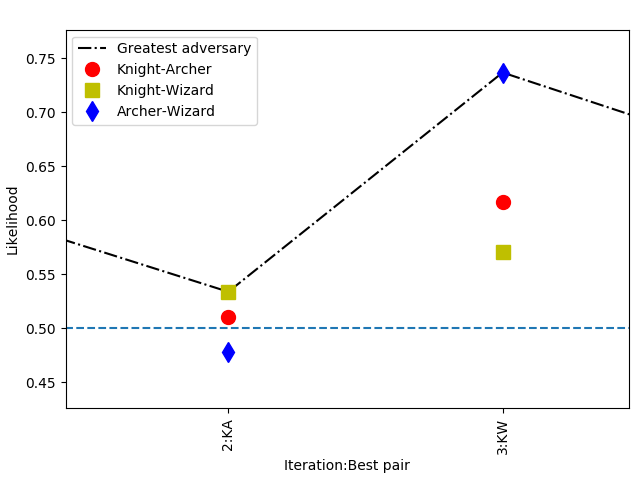 Greatest adversary
Knight-Archer
Knight-Wizard
Archer-Wizard
0.75
0.70
0.65
0.60
0.55
0.50
0.45
Likelihood
2:KA
3:KW
Iteration:Best pair